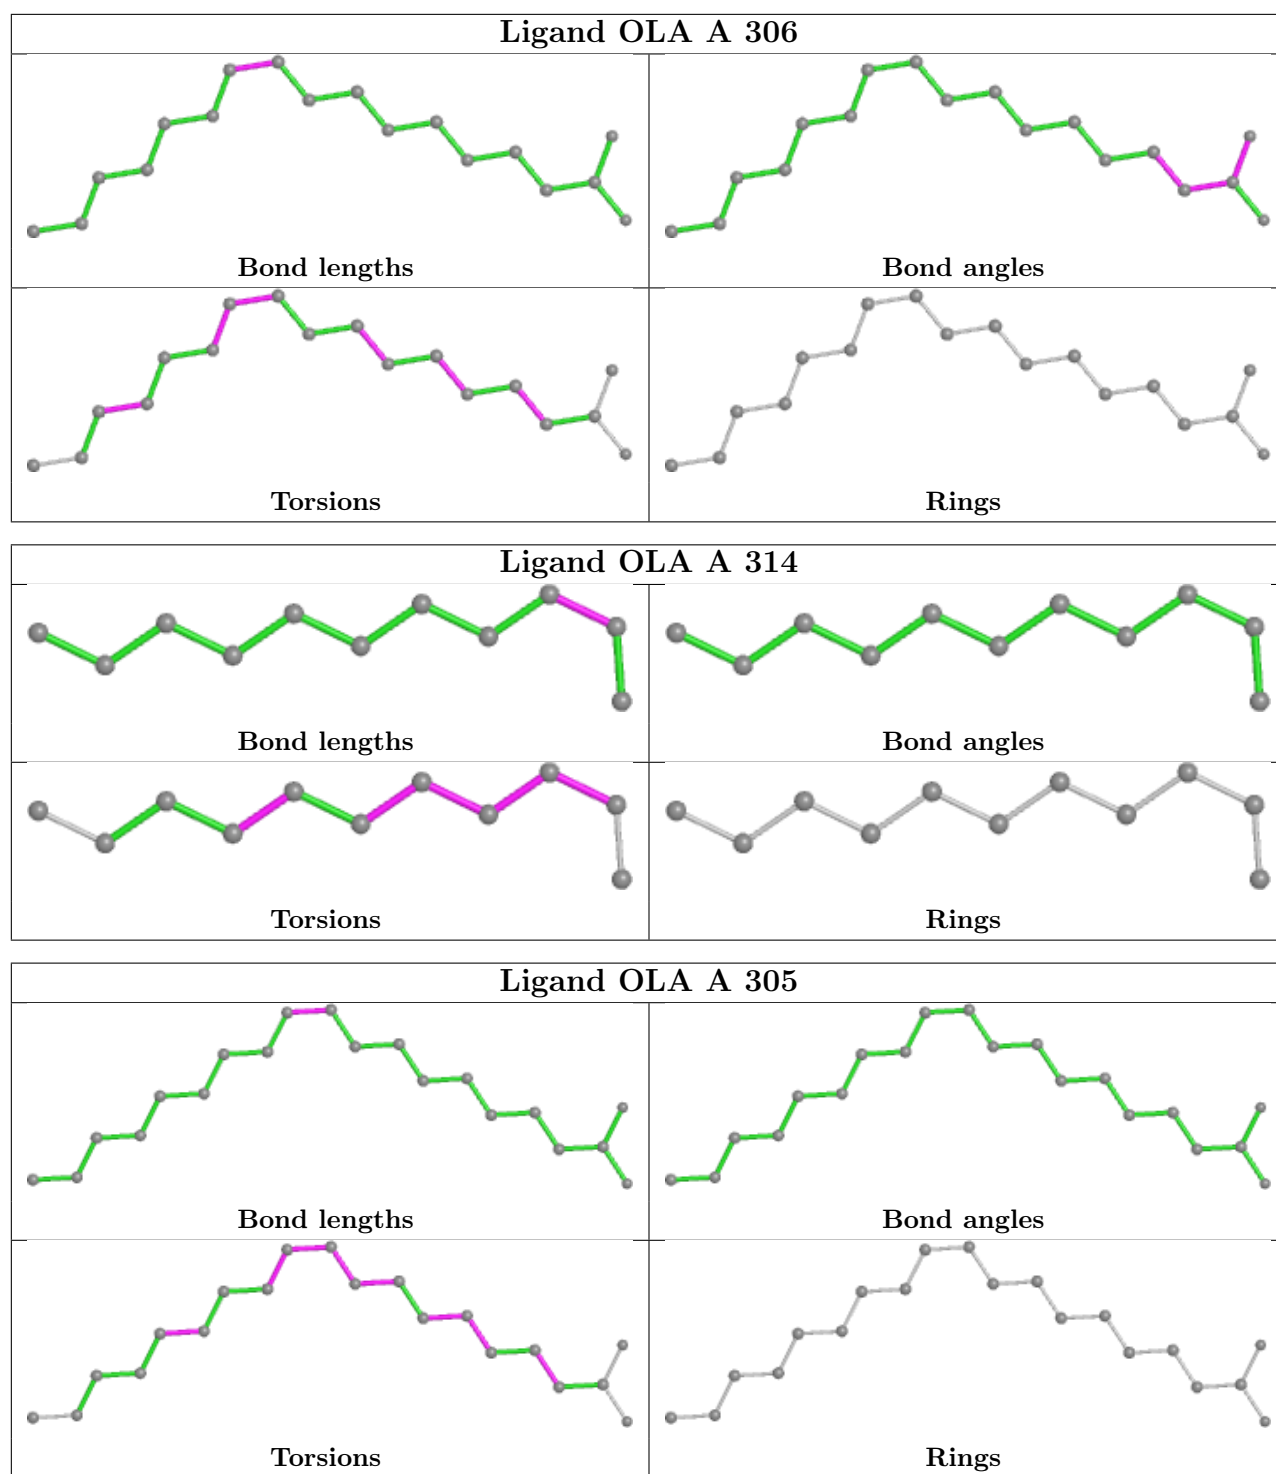 Ligand OLA A 306
Bond lengths
Bond angles
Torsions
Rings
Ligand OLA A 314
Bond lengths
Bond angles
Torsions
Rings
Ligand OLA A 305
Bond lengths
Bond angles
Torsions
Rings